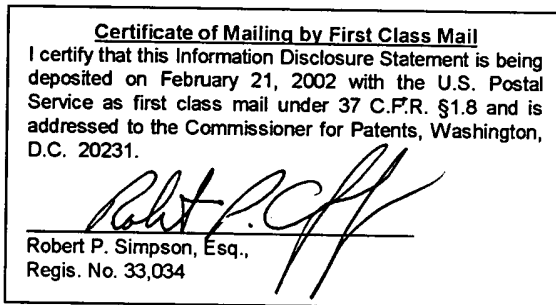 Certificate of Mailing by First Class Mail
I certify that this Information Disclosure Statement is being
deposited on February 21, 2002 with the U.S. Postal
Service as first class mail under 37 C.F.R. §1.8 and is
addressed to the Commissioner for Patents, Washington,
D.C. 20231.
Robert P. Simpson, Esq.,
Regis. No. 33,034